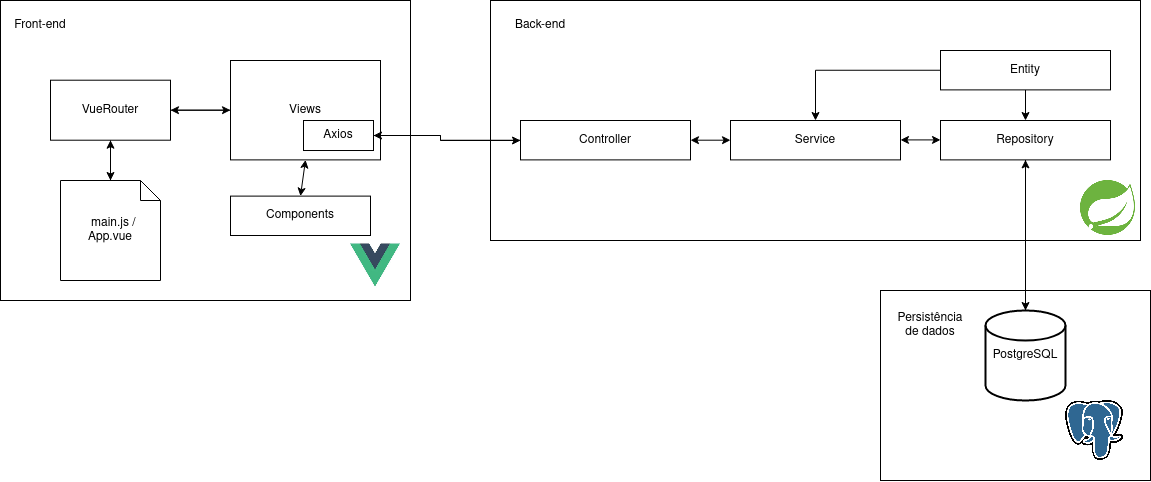 Front-end
VueRouter
Views
Axios
main.js /
App.vue
Components
Back-end
Entity
Controller
Service
Repository
Persistência
de dados
PostgreSQL